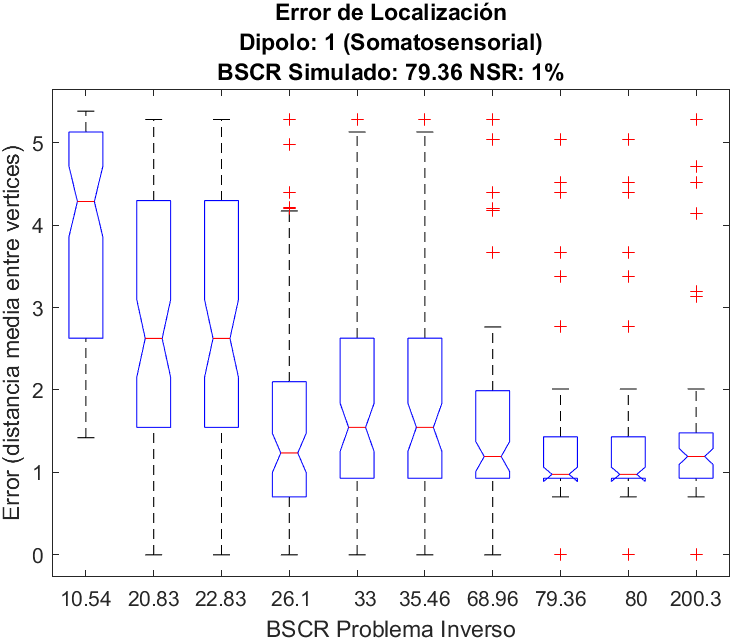 Error de Localización
Dipolo: 1 (Somatosensorial)
BSCR Simulado: 79.36 NSR: 1%
Error (distancia media entre vertices)
5
4
3
2
1
0
10.54 20.83 22.83 26.1 33 35.46 68.96 79.36 80 200.3
BSCR Problema Inverso